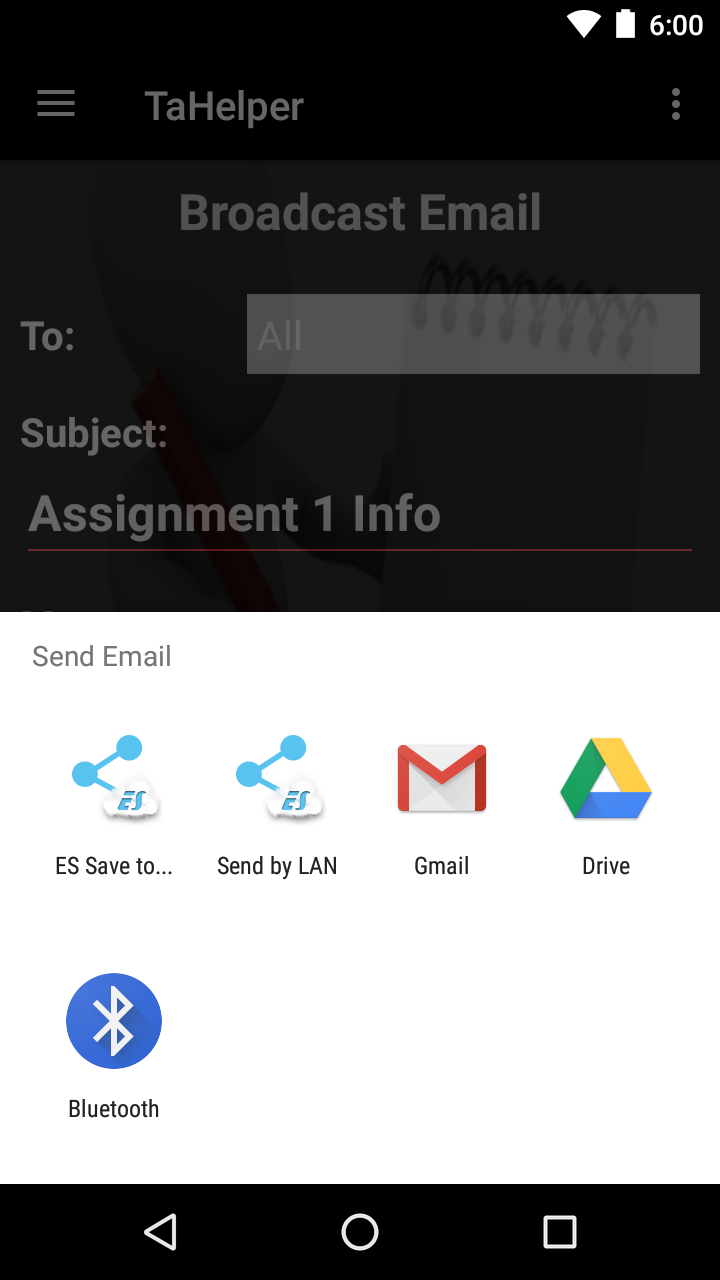 6:00
TaHelper
Broadcast Email
To:
All
Subject:
Assignment 1 Info
Send Email
ES
ES
ES Save to...
Send by LAN
Gmail
Drive
Bluetooth